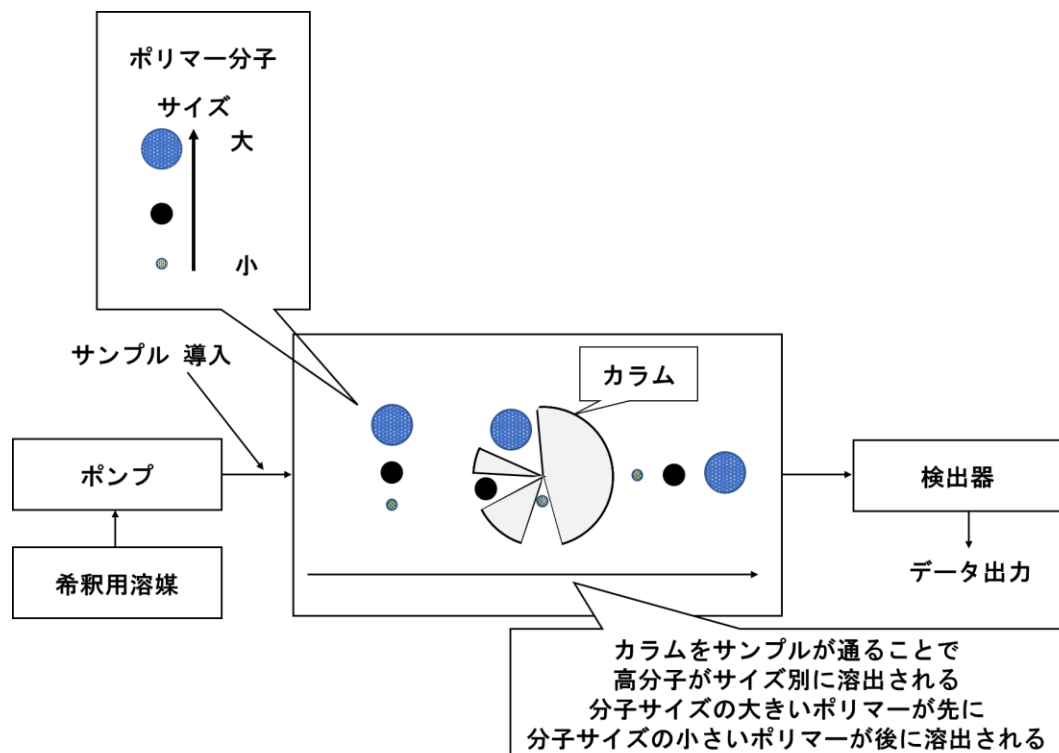 ポリマー分子
サイズ
大
小
サンプル 導入
カラム
ポンプ
検出器
希釈用溶媒
データ出力
カラムをサンプルが通ることで
高分子がサイズ別に溶出される
分子サイズの大きいポリマーが先に
分子サイズの小さいポリマーが後に溶出される